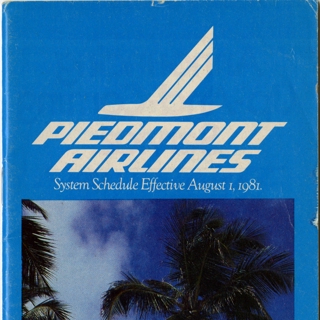 PIEDMONT
AIRLINES
System Schedule Effective August 1, 1981.